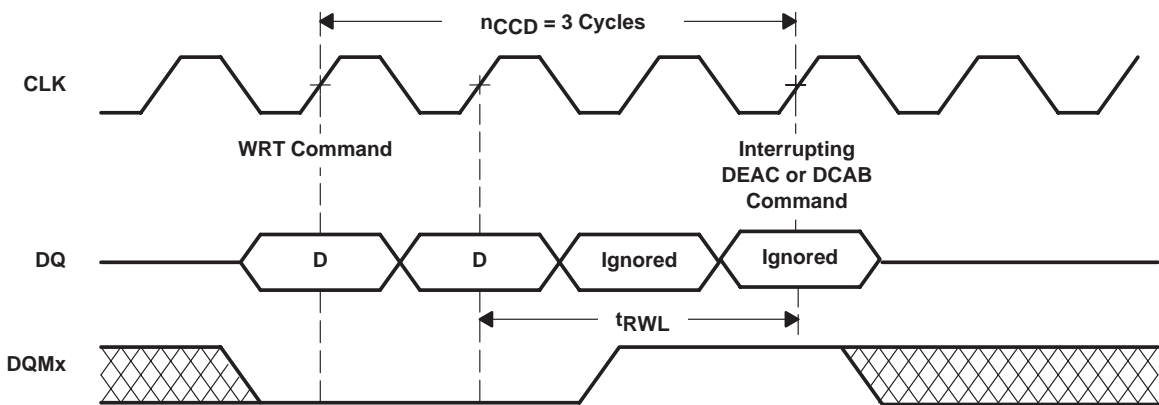 nCCD = 3 Cycles
CLK
WRT Command
Interrupting
DEAC or DCAB
Command
DQ
D
D
Ignored
Ignored
tRWL
DQMx